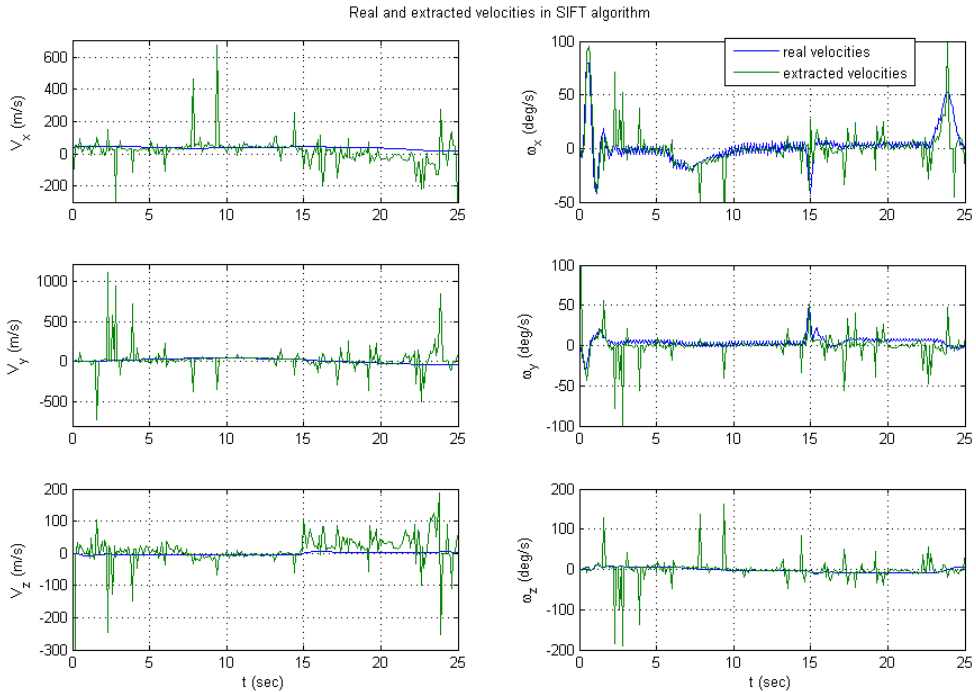 Real and extracted velocities in SIFT algorithm
600
400
200
0
-200
V_x (m/s)
0 5 10 15 20 25
100
50
0
-50
ω_x (deg/s)
0 5 10 15 20 25
real velocities
extracted velocities
1000
500
0
-500
V_y (m/s)
0 5 10 15 20 25
100
50
0
-50
-100
ω_y (deg/s)
0 5 10 15 20 25
200
100
0
-100
-200
-300
V_z (m/s)
0 5 10 15 20 25
t (sec)
200
100
0
-100
-200
ω_z (deg/s)
0 5 10 15 20 25
t (sec)